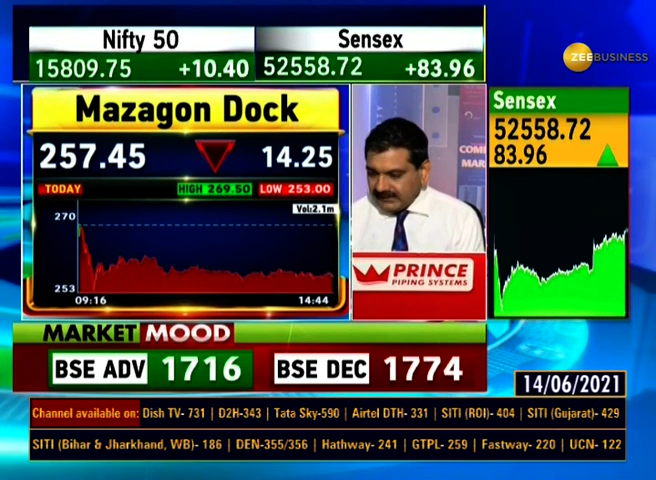 Nifty 50
15809.75 +10.40
Sensex
52558.72 +83.96
ZEEBUSINESS
Mazagon Dock
257.45 14.25
TODAY HIGH 269.50 LOW 253.00
Vol:2.1m
270
253
09:16 14:44
PRINCE
PIPING SYSTEMS
Sensex
52558.72
83.96
MARKET MOOD
BSE ADV 1716 BSE DEC 1774
14/06/2021
Channel available on: Dish TV- 731 | D2H-343 | Tata Sky-590 | Airtel DTH- 331 | SITI (ROI)- 404 | SITI (Gujarat)- 429
SITI (Bihar & Jharkhand, WB)- 186 | DEN-355/356 | Hathway- 241 | GTPL- 259 | Fastway- 220 | UCN- 122